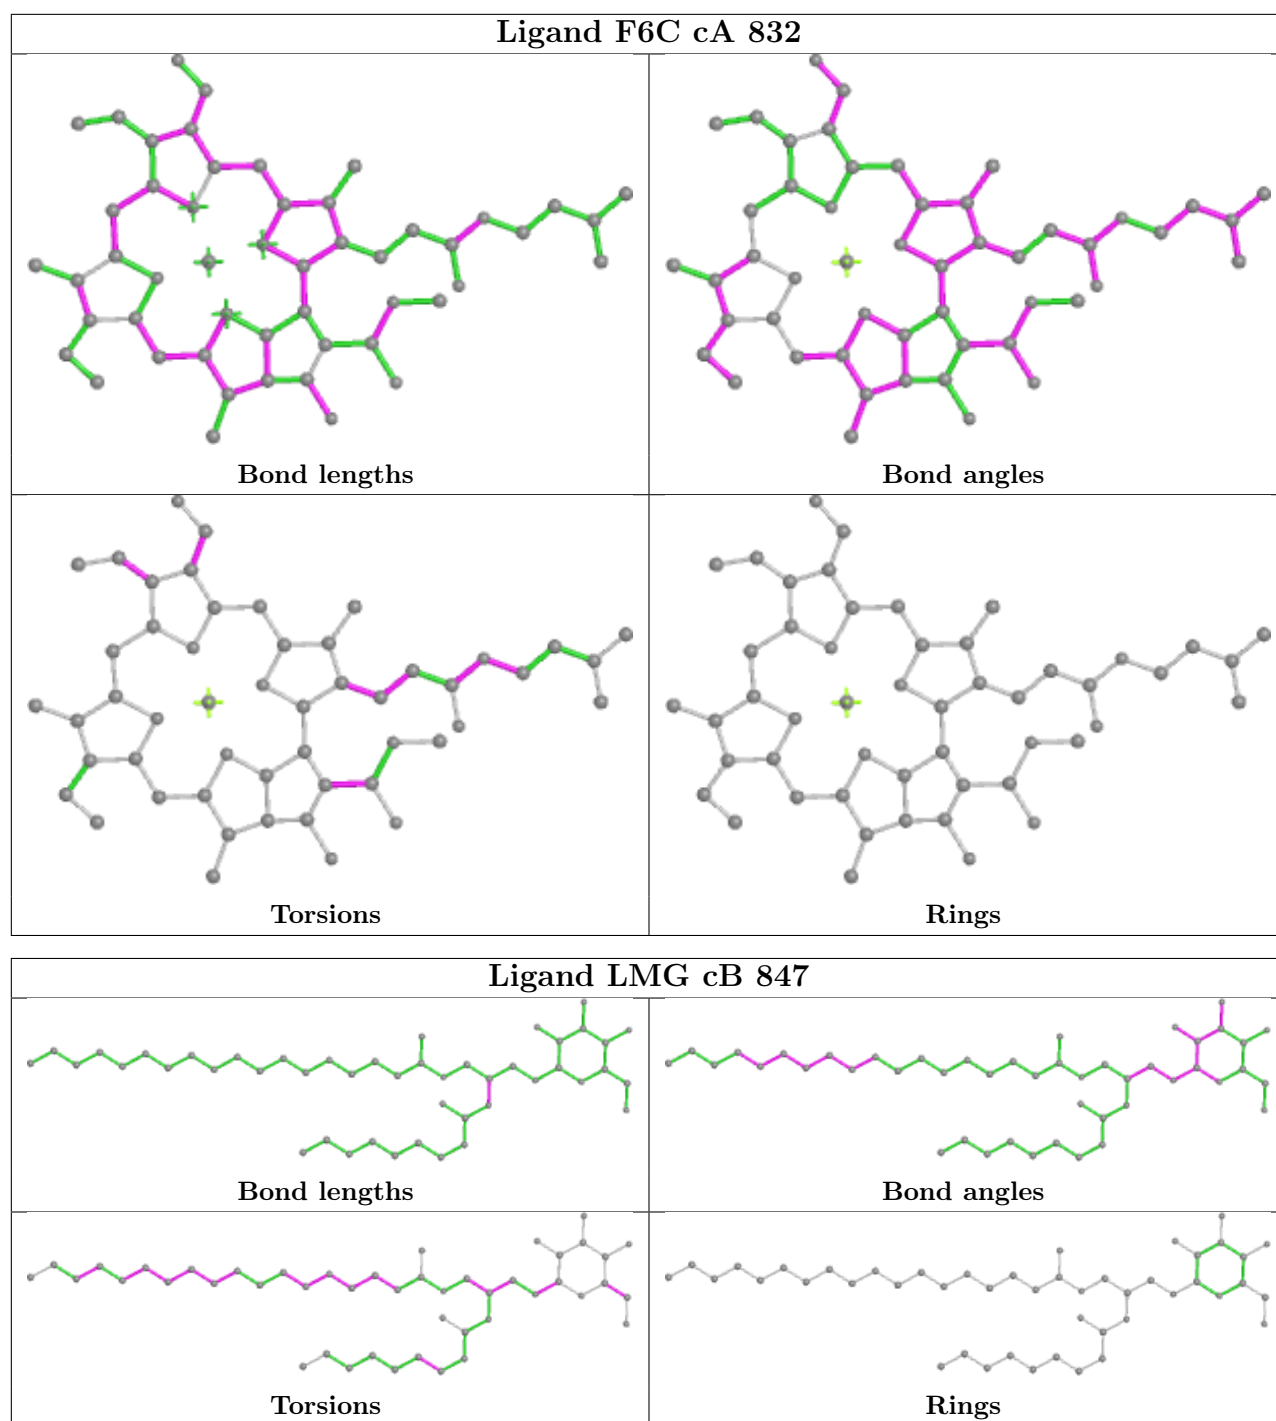 Ligand F6C cA 832
Bond lengths
Bond angles
Torsions
Rings
Ligand LMG cB 847
Bond lengths
Bond angles
Torsions
Rings